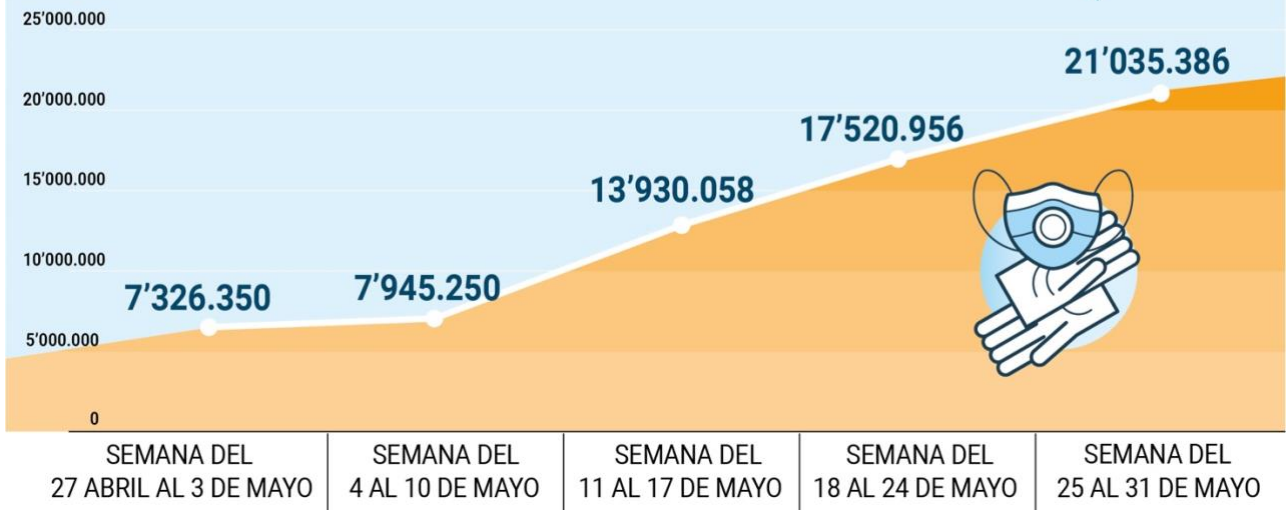 25’000.000
21’035.386
20’000.000
17’520.956
15’000.000
13’930.058
10’000.000
7’326.350
7’945.250
5’000.000
0
SEMANA DEL
27 ABRIL AL 3 DE MAYO
SEMANA DEL
4 AL 10 DE MAYO
SEMANA DEL
11 AL 17 DE MAYO
SEMANA DEL
18 AL 24 DE MAYO
SEMANA DEL
25 AL 31 DE MAYO